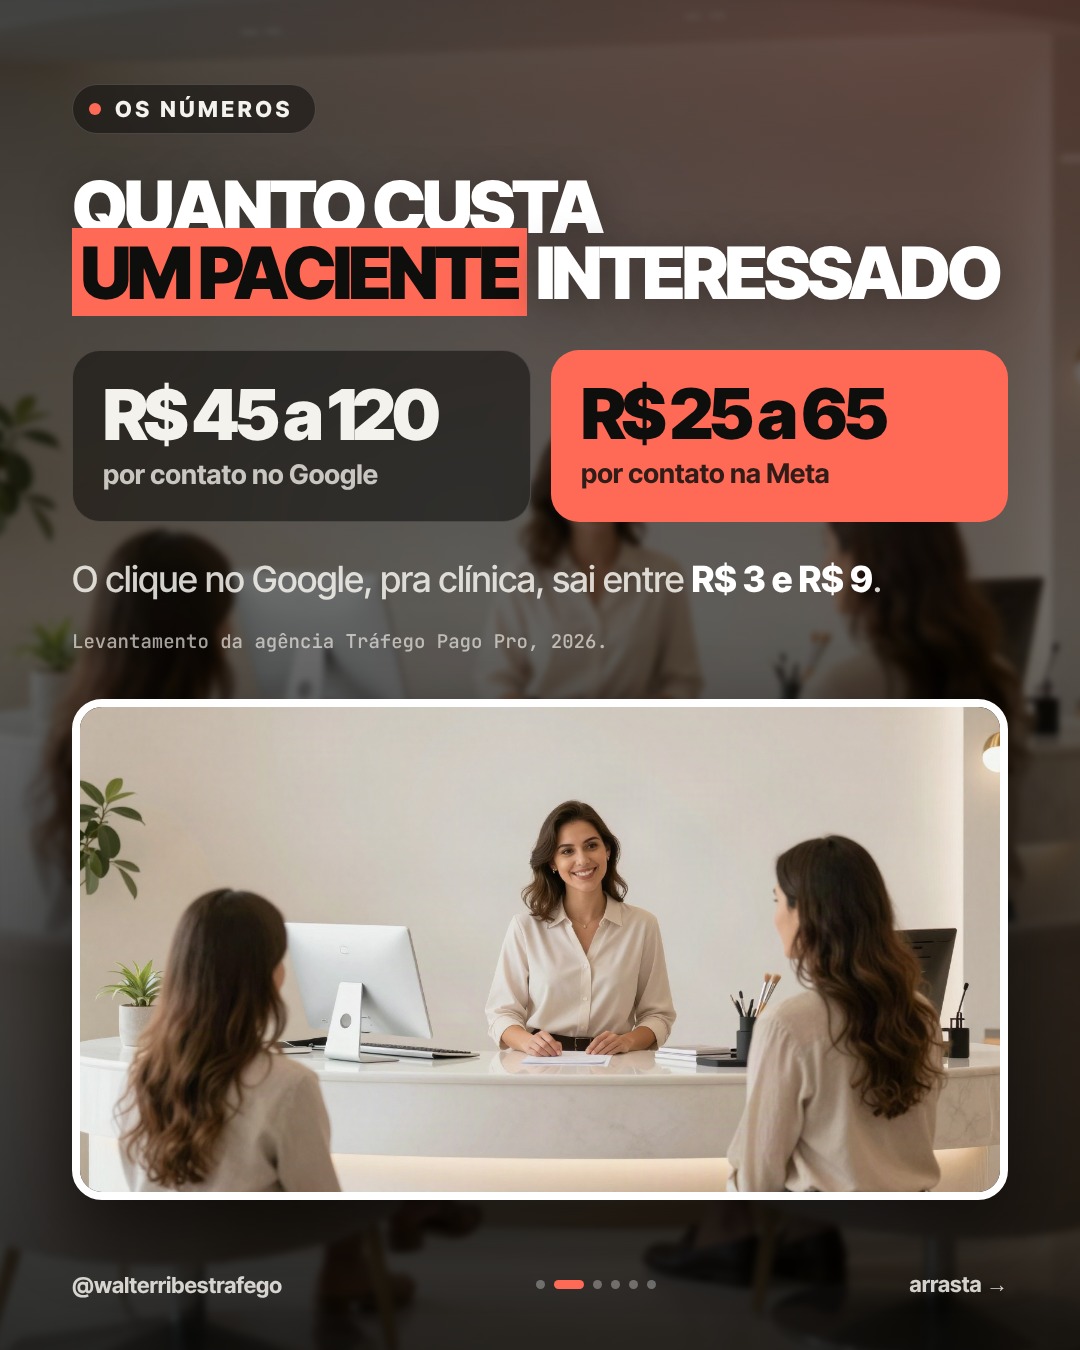 OS NÚMEROS
QUANTO CUSTA
UM PACIENTE INTERESSADO
R$ 45 a 120
por contato no Google
R$ 25 a 65
por contato na Meta
O clique no Google, pra clínica, sai entre R$ 3 e R$ 9.
Levantamento da agência Tráfego Pago Pro, 2026.
@walterribestrafego
arrasta →